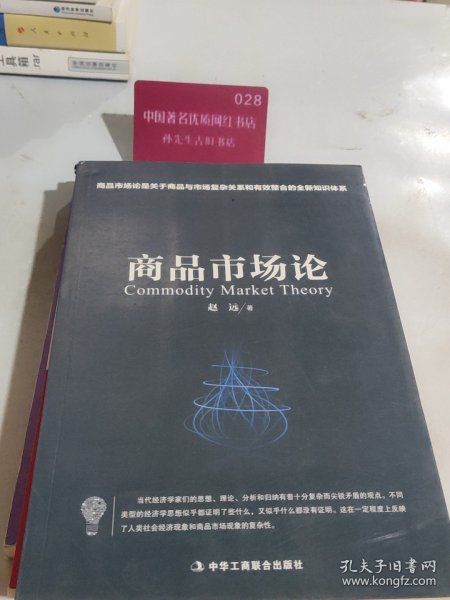 工具箱.rar
028
中国著名优质网红书店
孙先生古旧书店
商品市场论是关于商品与市场复杂关系和有效整合的全新知识体系
商品市场论
Commodity Market Theory
赵 远／著
当代经济学家们的思想、理论、分析和归纳有着十分复杂而尖锐矛盾的观点。不同
类型的经济学思想似乎都证明了些什么，又似乎什么都没有证明。这在一定程度上反映
了人类社会经济现象和商品市场现象的复杂性。
中华工商联合出版社
孔夫子旧书网
www.kongfz.com